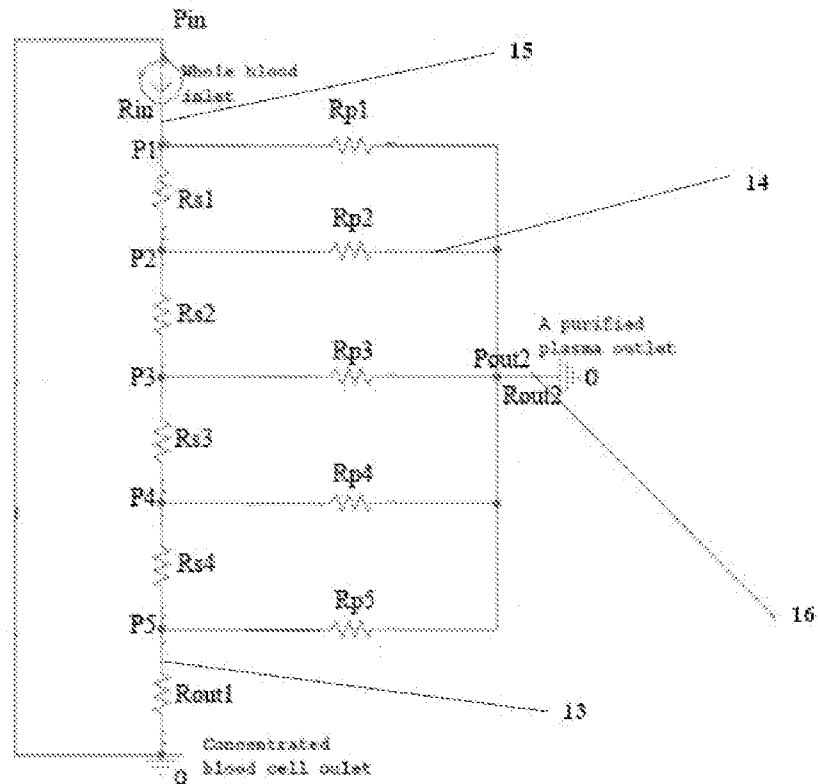 Pin
15
Whole blood
inlet
Rin
Rp1
P1
14
Rs1
Rp2
P2
A purified
plasma outlet
Rs2
Rp3
Pout2
P3
0
Rout2
Rs3
Rp4
P4
Rs4
Rp5
P5
16
Rout1
13
Concentrated
blood cell oulet
0